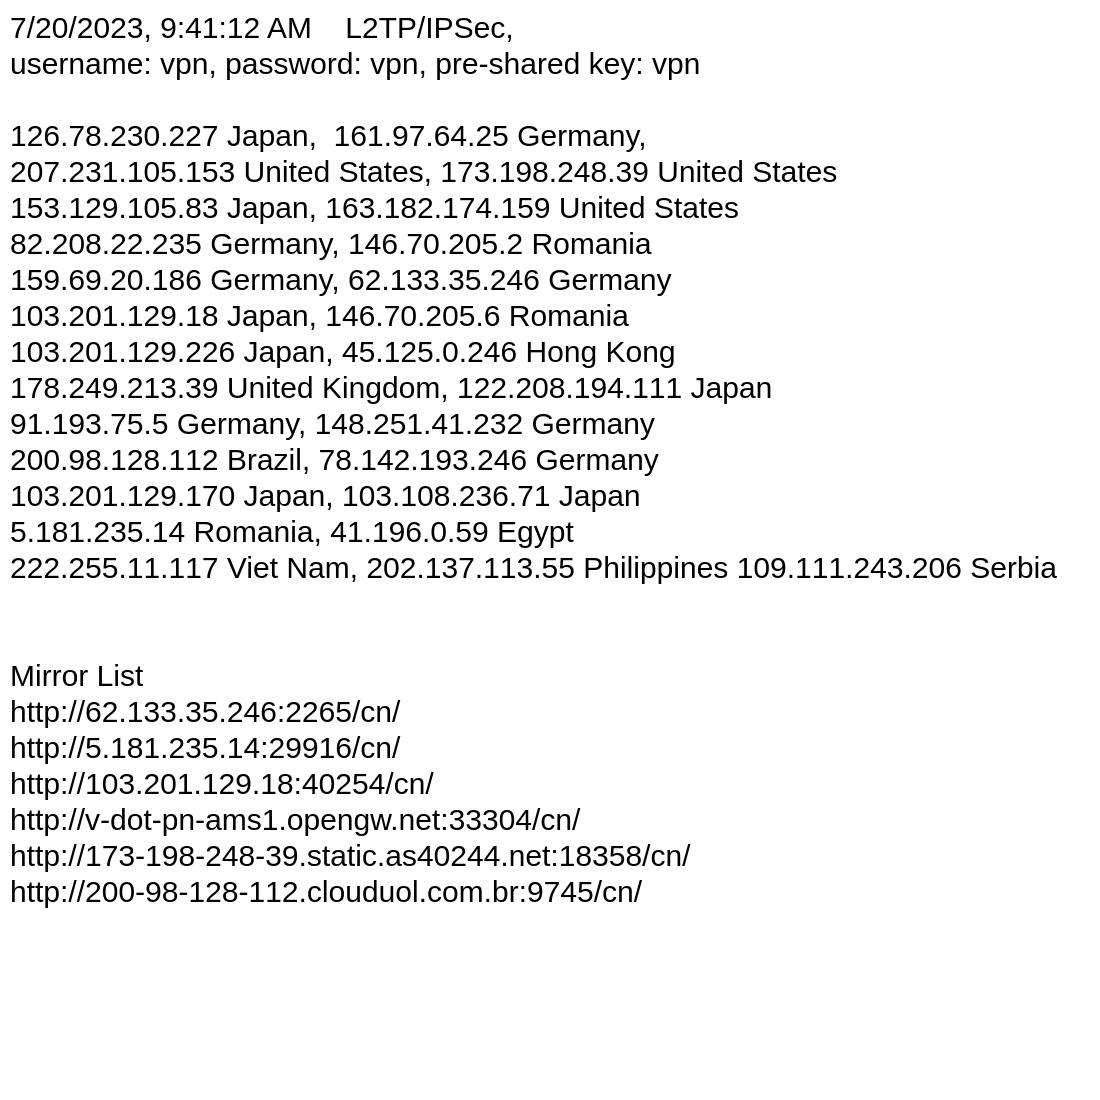 7/20/2023, 9:41:12 AM    L2TP/IPSec,
username: vpn, password: vpn, pre-shared key: vpn
126.78.230.227 Japan,  161.97.64.25 Germany,
207.231.105.153 United States, 173.198.248.39 United States
153.129.105.83 Japan, 163.182.174.159 United States
82.208.22.235 Germany, 146.70.205.2 Romania
159.69.20.186 Germany, 62.133.35.246 Germany
103.201.129.18 Japan, 146.70.205.6 Romania
103.201.129.226 Japan, 45.125.0.246 Hong Kong
178.249.213.39 United Kingdom, 122.208.194.111 Japan
91.193.75.5 Germany, 148.251.41.232 Germany
200.98.128.112 Brazil, 78.142.193.246 Germany
103.201.129.170 Japan, 103.108.236.71 Japan
5.181.235.14 Romania, 41.196.0.59 Egypt
222.255.11.117 Viet Nam, 202.137.113.55 Philippines 109.111.243.206 Serbia
Mirror List
http://62.133.35.246:2265/cn/
http://5.181.235.14:29916/cn/
http://103.201.129.18:40254/cn/
http://v-dot-pn-ams1.opengw.net:33304/cn/
http://173-198-248-39.static.as40244.net:18358/cn/
http://200-98-128-112.clouduol.com.br:9745/cn/